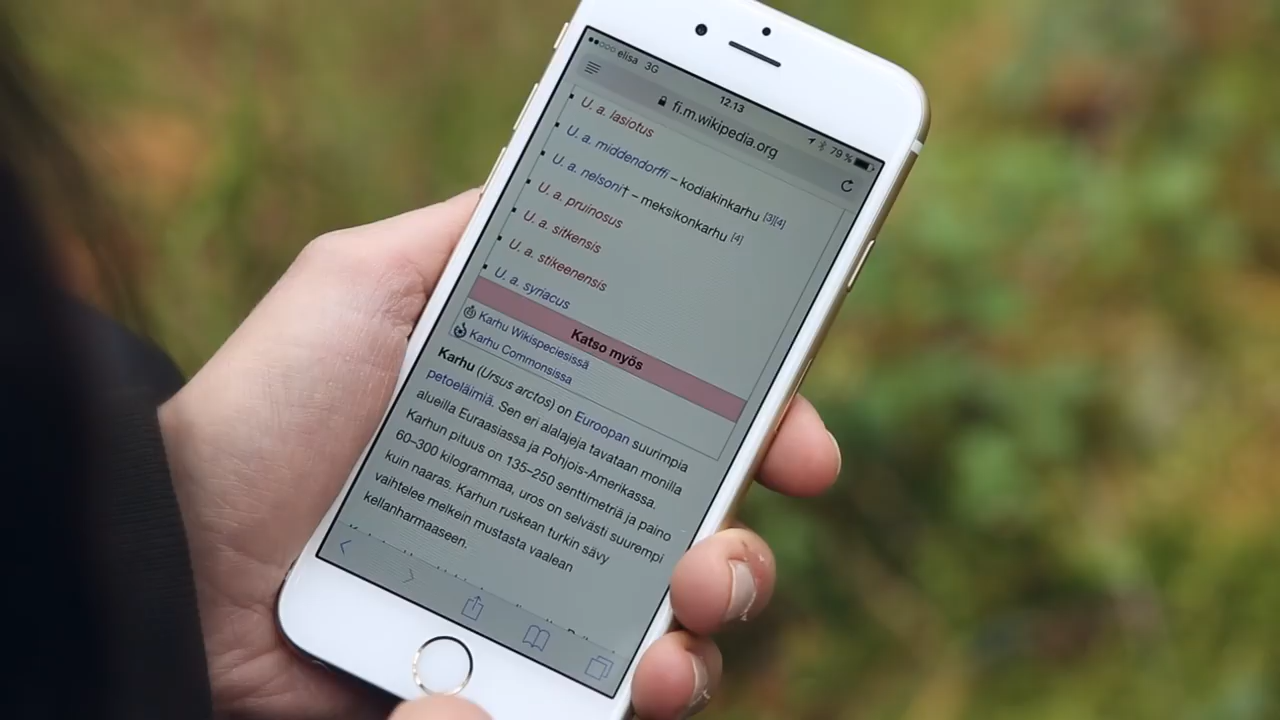 elisa 3G 12.13 79 %
fi.m.wikipedia.org
U. a. lasiotus
U. a. middendorffi – kodiakinkarhu [3][4]
U. a. nelsoni† – meksikonkarhu [4]
U. a. pruinosus
U. a. sitkensis
U. a. stikeenensis
U. a. syriacus
Katso myös
Karhu Wikispeciesissä
Karhu Commonsissa
Karhu (Ursus arctos) on Euroopan suurimpia
petoeläimiä. Sen eri alalajeja tavataan monilla
alueilla Euraasiassa ja Pohjois-Amerikassa.
Karhun pituus on 135–250 senttimetriä ja paino
60–300 kilogrammaa, uros on selvästi suurempi
kuin naaras. Karhun ruskean turkin sävy
vaihtelee melkein mustasta vaalean
kellanharmaaseen.